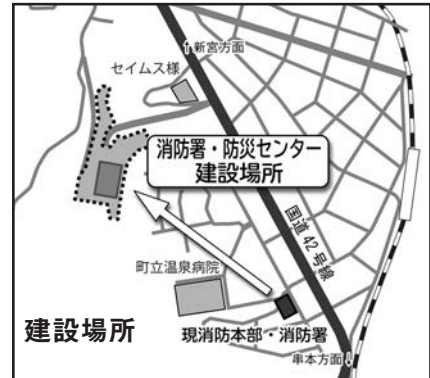 ↑新宮方面
セイムス様
消防署・防災センター
建設場所
国道42号線
町立温泉病院
建設場所
現消防本部・消防署
串本方面↓